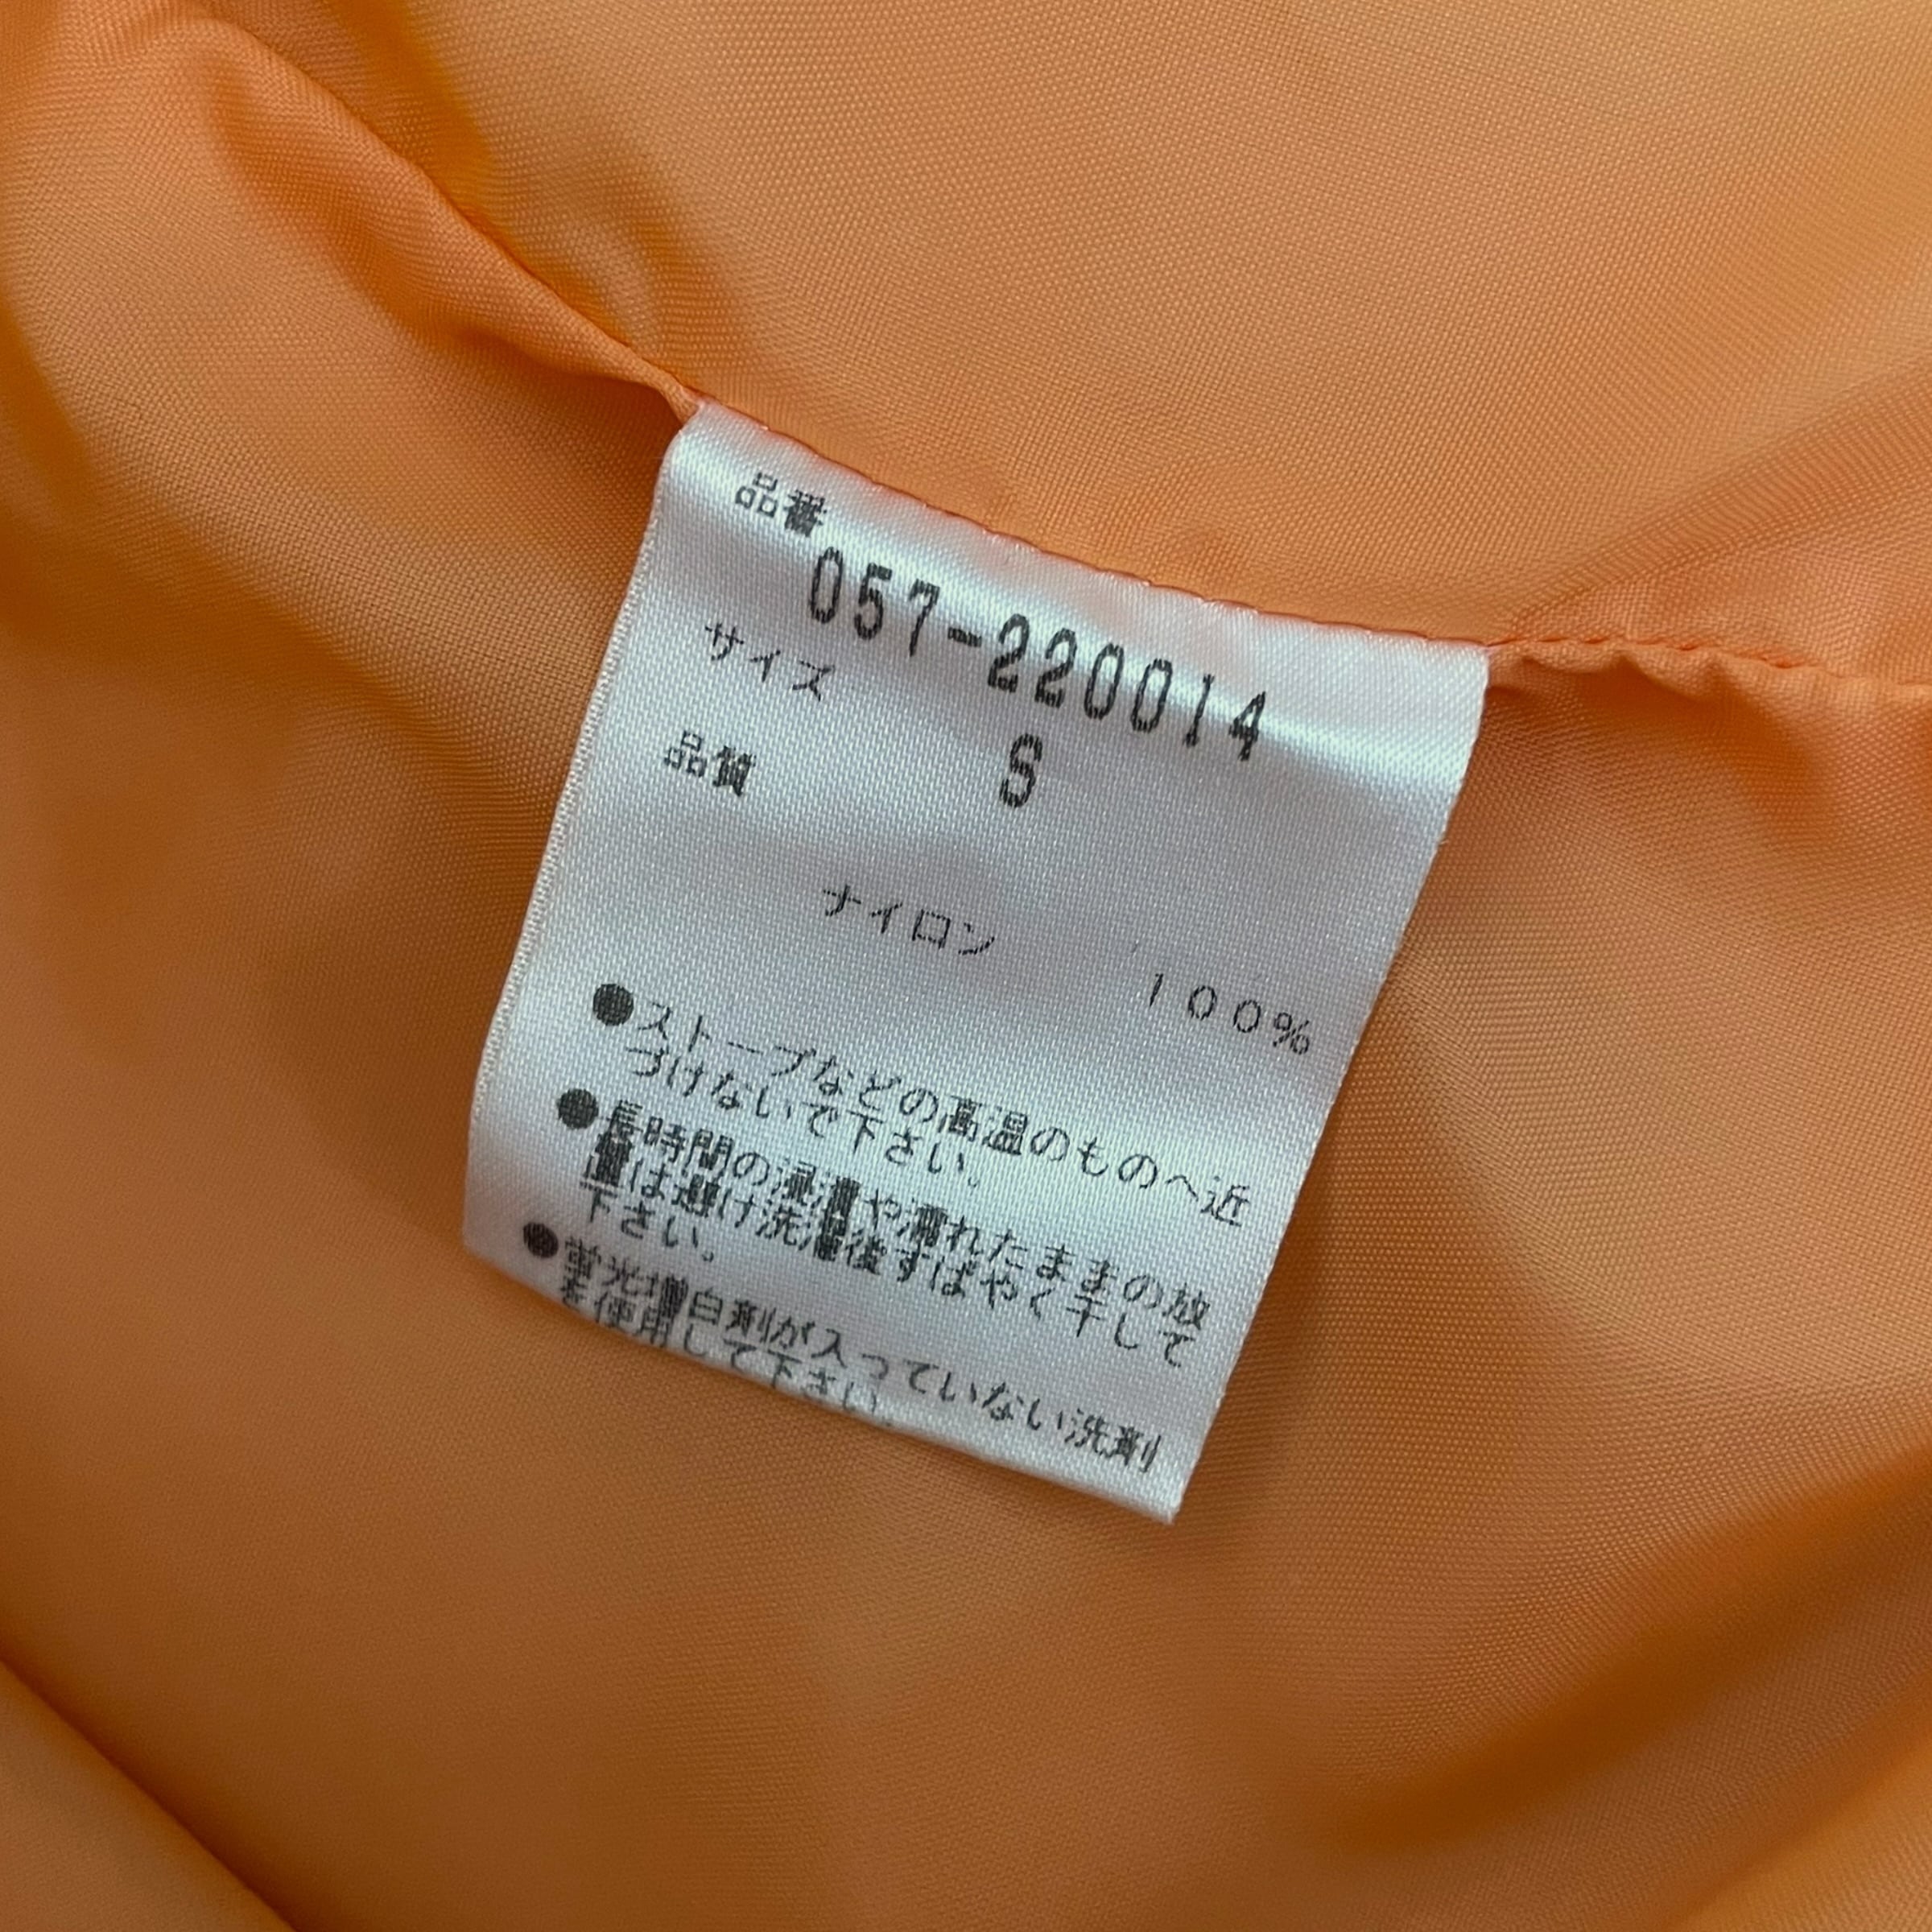 品番
057-220014
サイズ
S
品質
ナイロン 100%
●ストーブなどの高温のものへ近
づけないで下さい。
●長時間の浸漬や濡れたままの放
置は避け洗濯後すばやく干して
下さい。
●蛍光増白剤が入っていない洗剤
を使用して下さい。